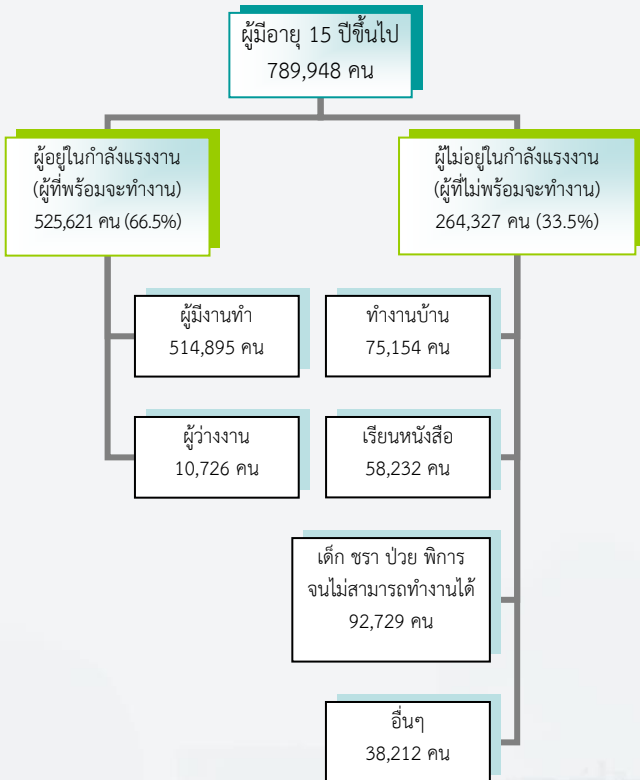 ผู้มีอายุ 15 ปีขึ้นไป
789,948 คน
ผู้อยู่ในกำลังแรงงาน
(ผู้ที่พร้อมจะทำงาน)
525,621 คน (66.5%)
ผู้ไม่อยู่ในกำลังแรงงาน
(ผู้ที่ไม่พร้อมจะทำงาน)
264,327 คน (33.5%)
ผู้มีงานทำ
514,895 คน
ทำงานบ้าน
75,154 คน
ผู้ว่างงาน
10,726 คน
เรียนหนังสือ
58,232 คน
เด็ก ชรา ป่วย พิการ
จนไม่สามารถทำงานได้
92,729 คน
อื่นๆ
38,212 คน